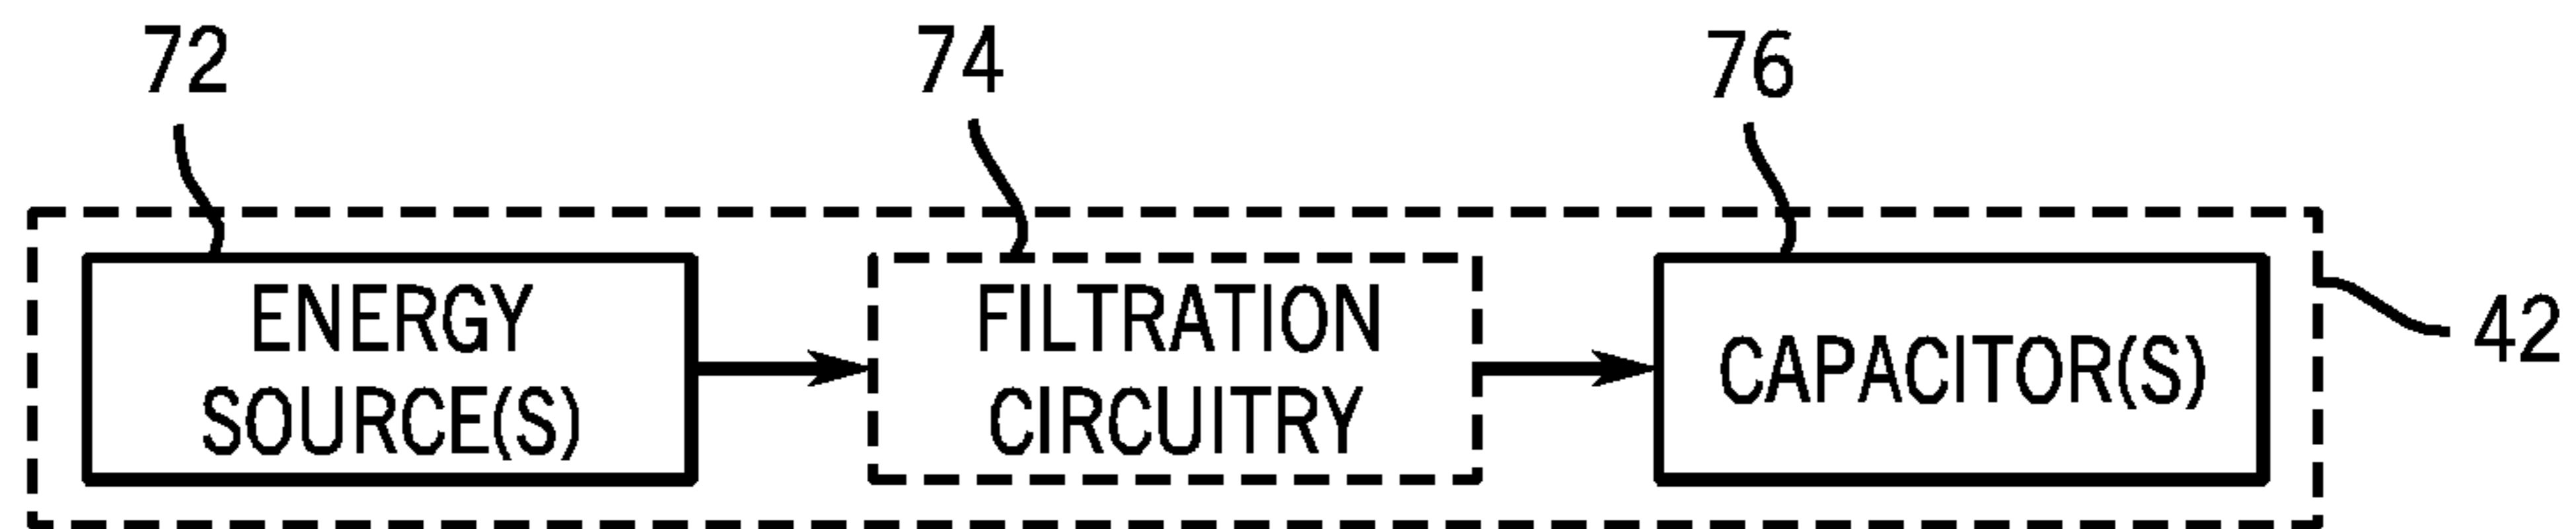 72
74
76
ENERGY
SOURCE(S)
FILTRATION
CIRCUITRY
CAPACITOR(S)
42